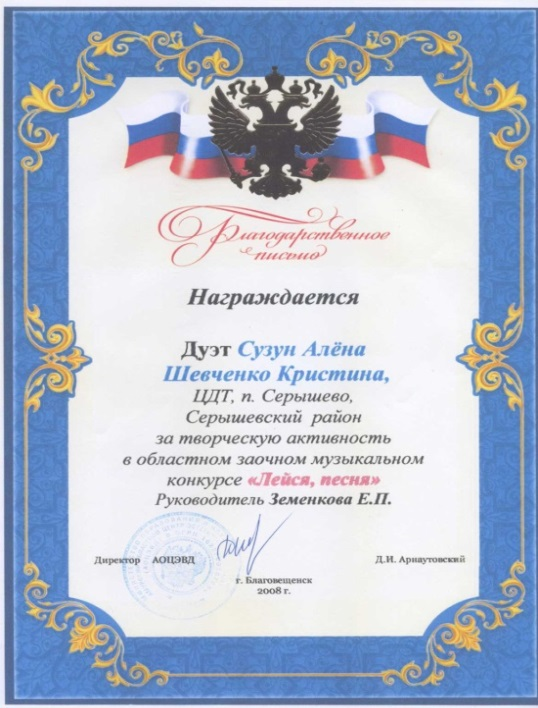 Благодарственное
письмо
Награждается
Дуэт Сузун Алёна
Шевченко Кристина,
ЦДТ, п. Серышево,
Серышевский район
за творческую активность
в областном заочном музыкальном
конкурсе «Лейся, песня»
Руководитель Земенкова Е.П.
Директор АОЦЭВД Д.И. Арнаутовский
г. Благовещенск
2008 г.